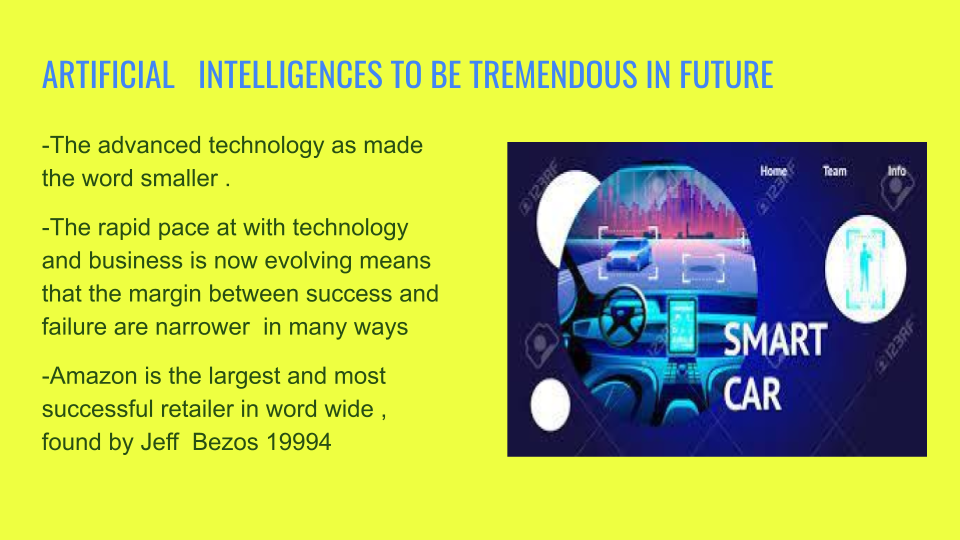 ARTIFICIAL   INTELLIGENCES TO BE TREMENDOUS IN FUTURE
-The advanced technology as made
the word smaller .
-The rapid pace at with technology
and business is now evolving means
that the margin between success and
failure are narrower  in many ways
-Amazon is the largest and most
successful retailer in word wide ,
found by Jeff  Bezos 19994
Home Team Info
SMART
CAR
123RF
123RF
123RF